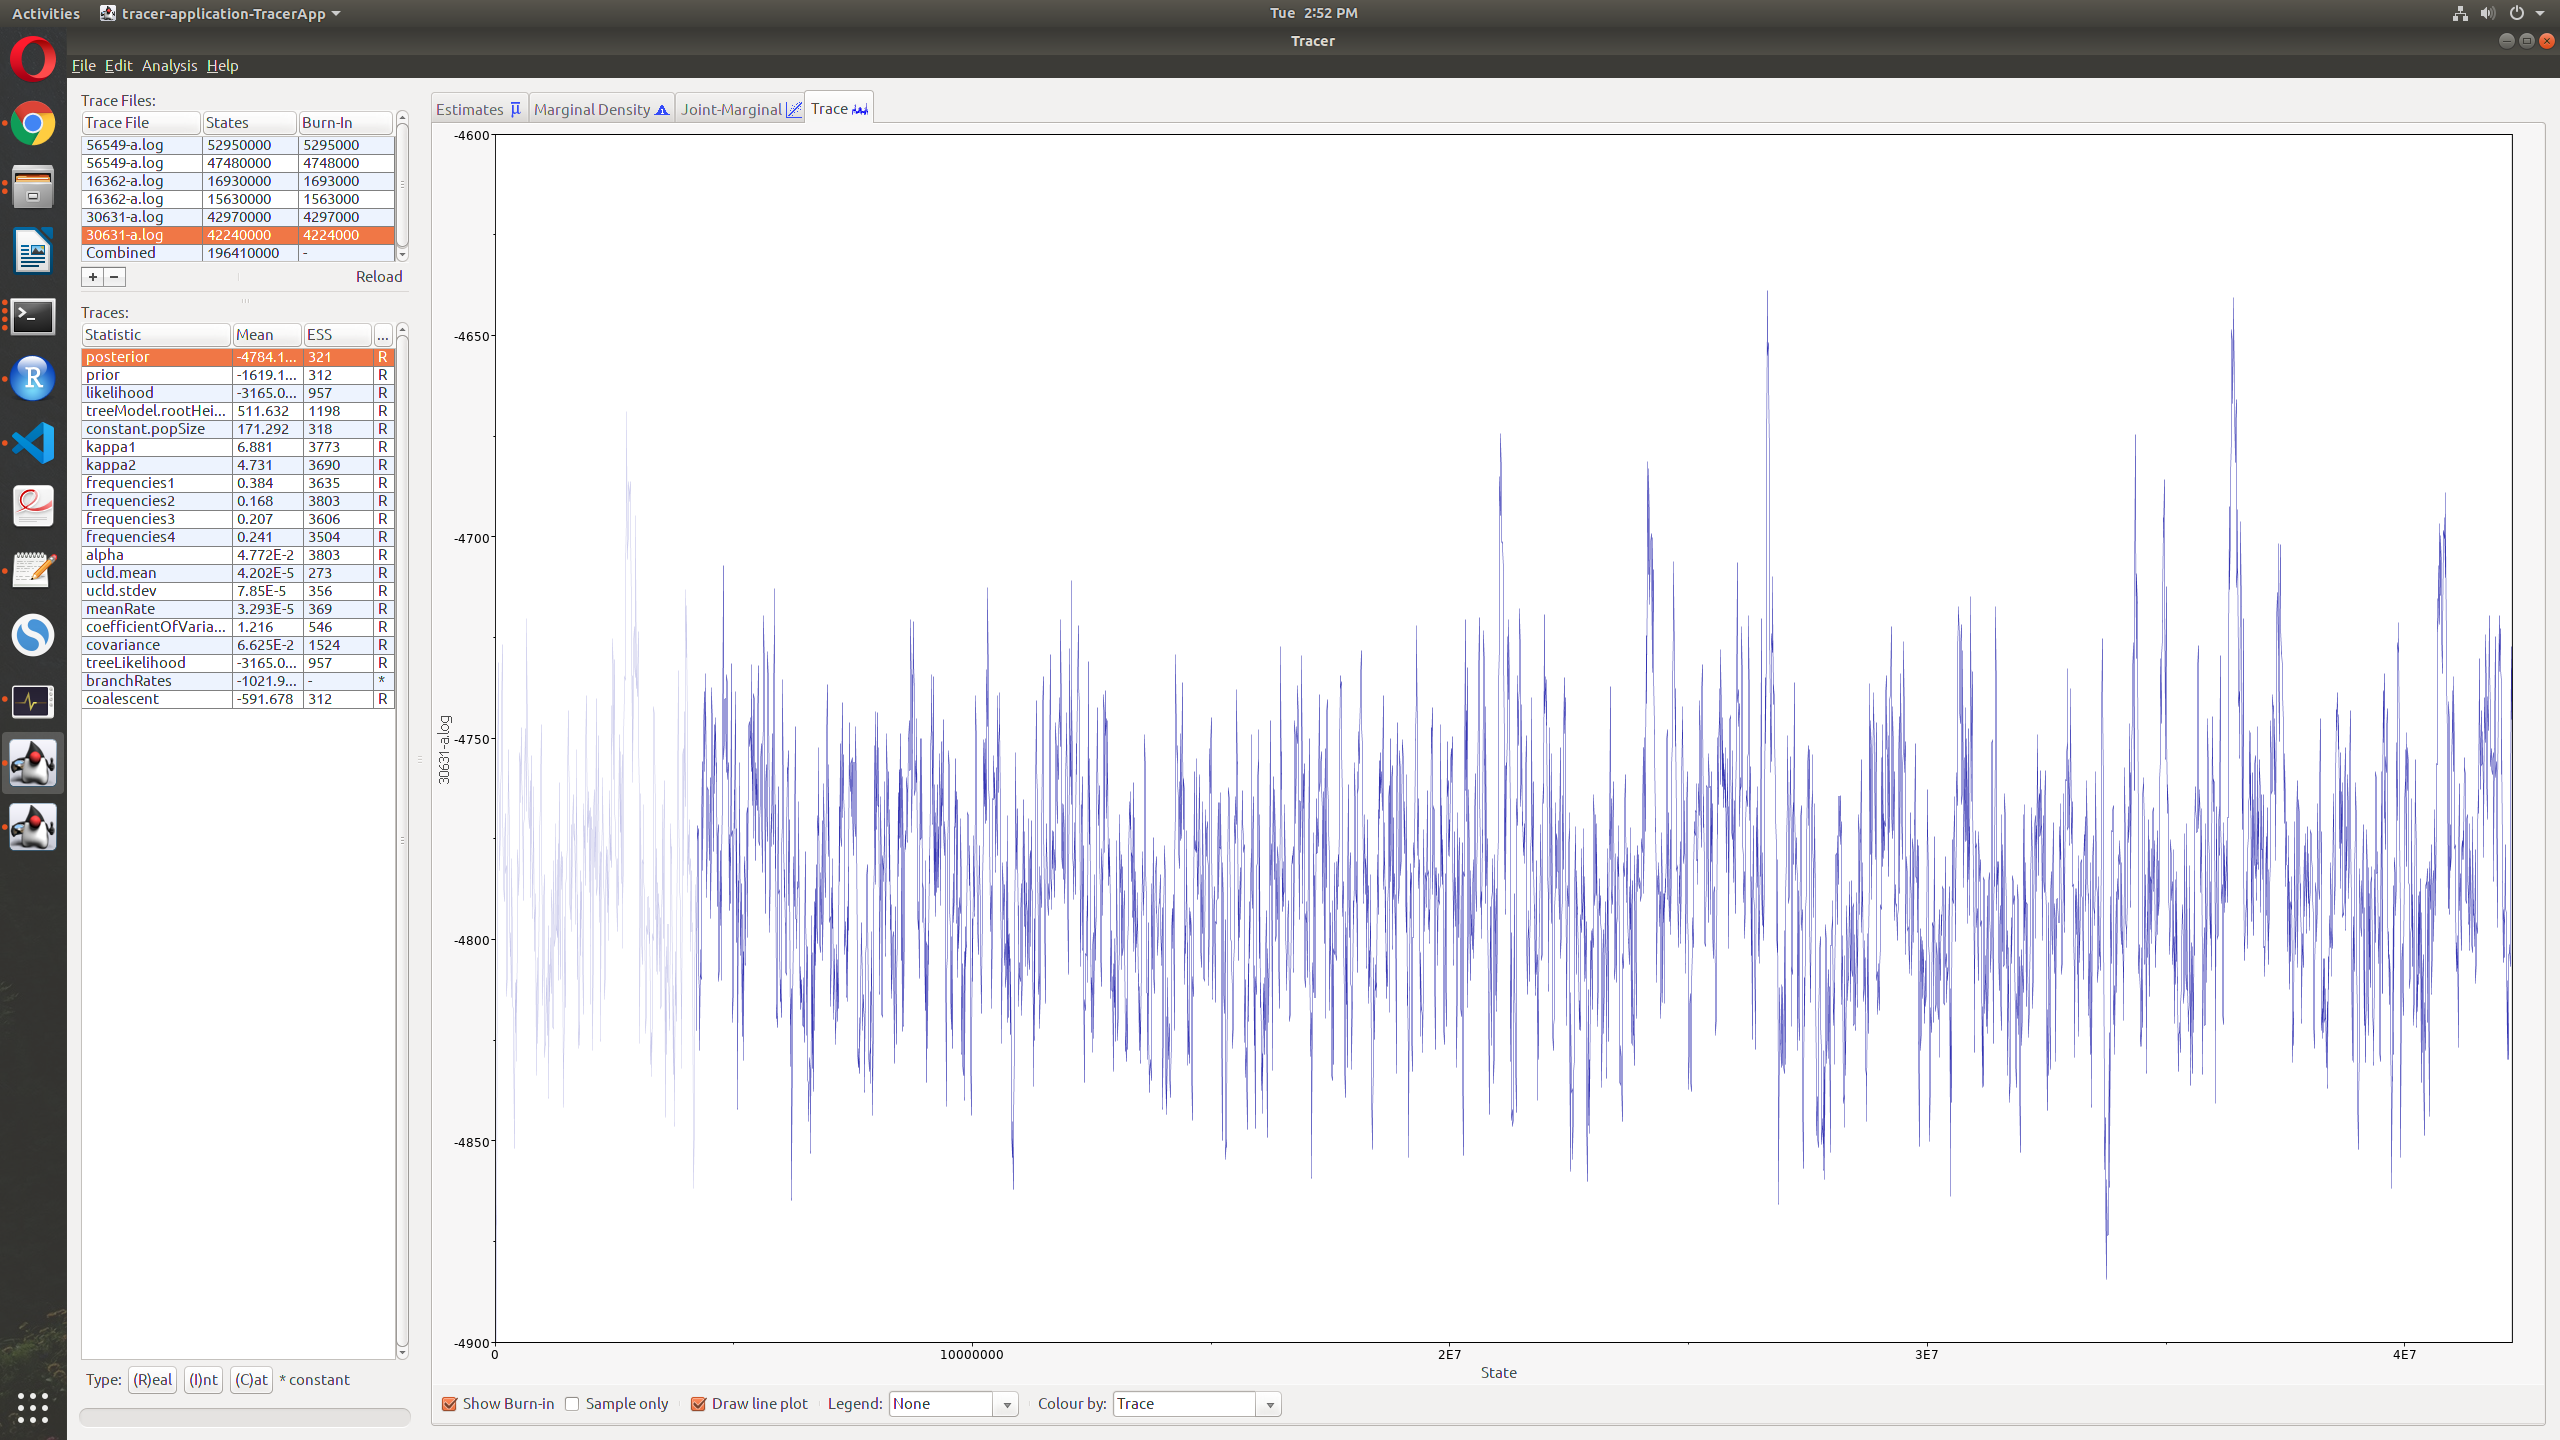 Activities tracer-application-TracerApp Tue 2:52 PM
Tracer
File Edit Analysis Help
Trace Files:
Trace File States Burn-In
56549-a.log 52950000 5295000
56549-a.log 47480000 4748000
16362-a.log 16930000 1693000
16362-a.log 15630000 1563000
30631-a.log 42970000 4297000
30631-a.log 42240000 4224000
Combined 196410000 -
+ - Reload
Traces:
Statistic Mean ESS ...
posterior -4784.1... 321 R
prior -1619.1... 312 R
likelihood -3165.0... 957 R
treeModel.rootHei... 511.632 1198 R
constant.popSize 171.292 318 R
kappa1 6.881 3773 R
kappa2 4.731 3690 R
frequencies1 0.384 3635 R
frequencies2 0.168 3803 R
frequencies3 0.207 3606 R
frequencies4 0.241 3504 R
alpha 4.772E-2 3803 R
ucld.mean 4.202E-5 273 R
ucld.stdev 7.85E-5 356 R
meanRate 3.293E-5 369 R
coefficientOfVaria... 1.216 546 R
covariance 6.625E-2 1524 R
treeLikelihood -3165.0... 957 R
branchRates -1021.9... - *
coalescent -591.678 312 R
Type: (R)eal (I)nt (C)at * constant
Estimates µ Marginal Density Joint-Marginal Trace
-4600
-4650
-4700
-4750
-4800
-4850
-4900
30631-a.log
0 10000000 2E7 3E7 4E7
State
Show Burn-in Sample only Draw line plot Legend: None Colour by: Trace